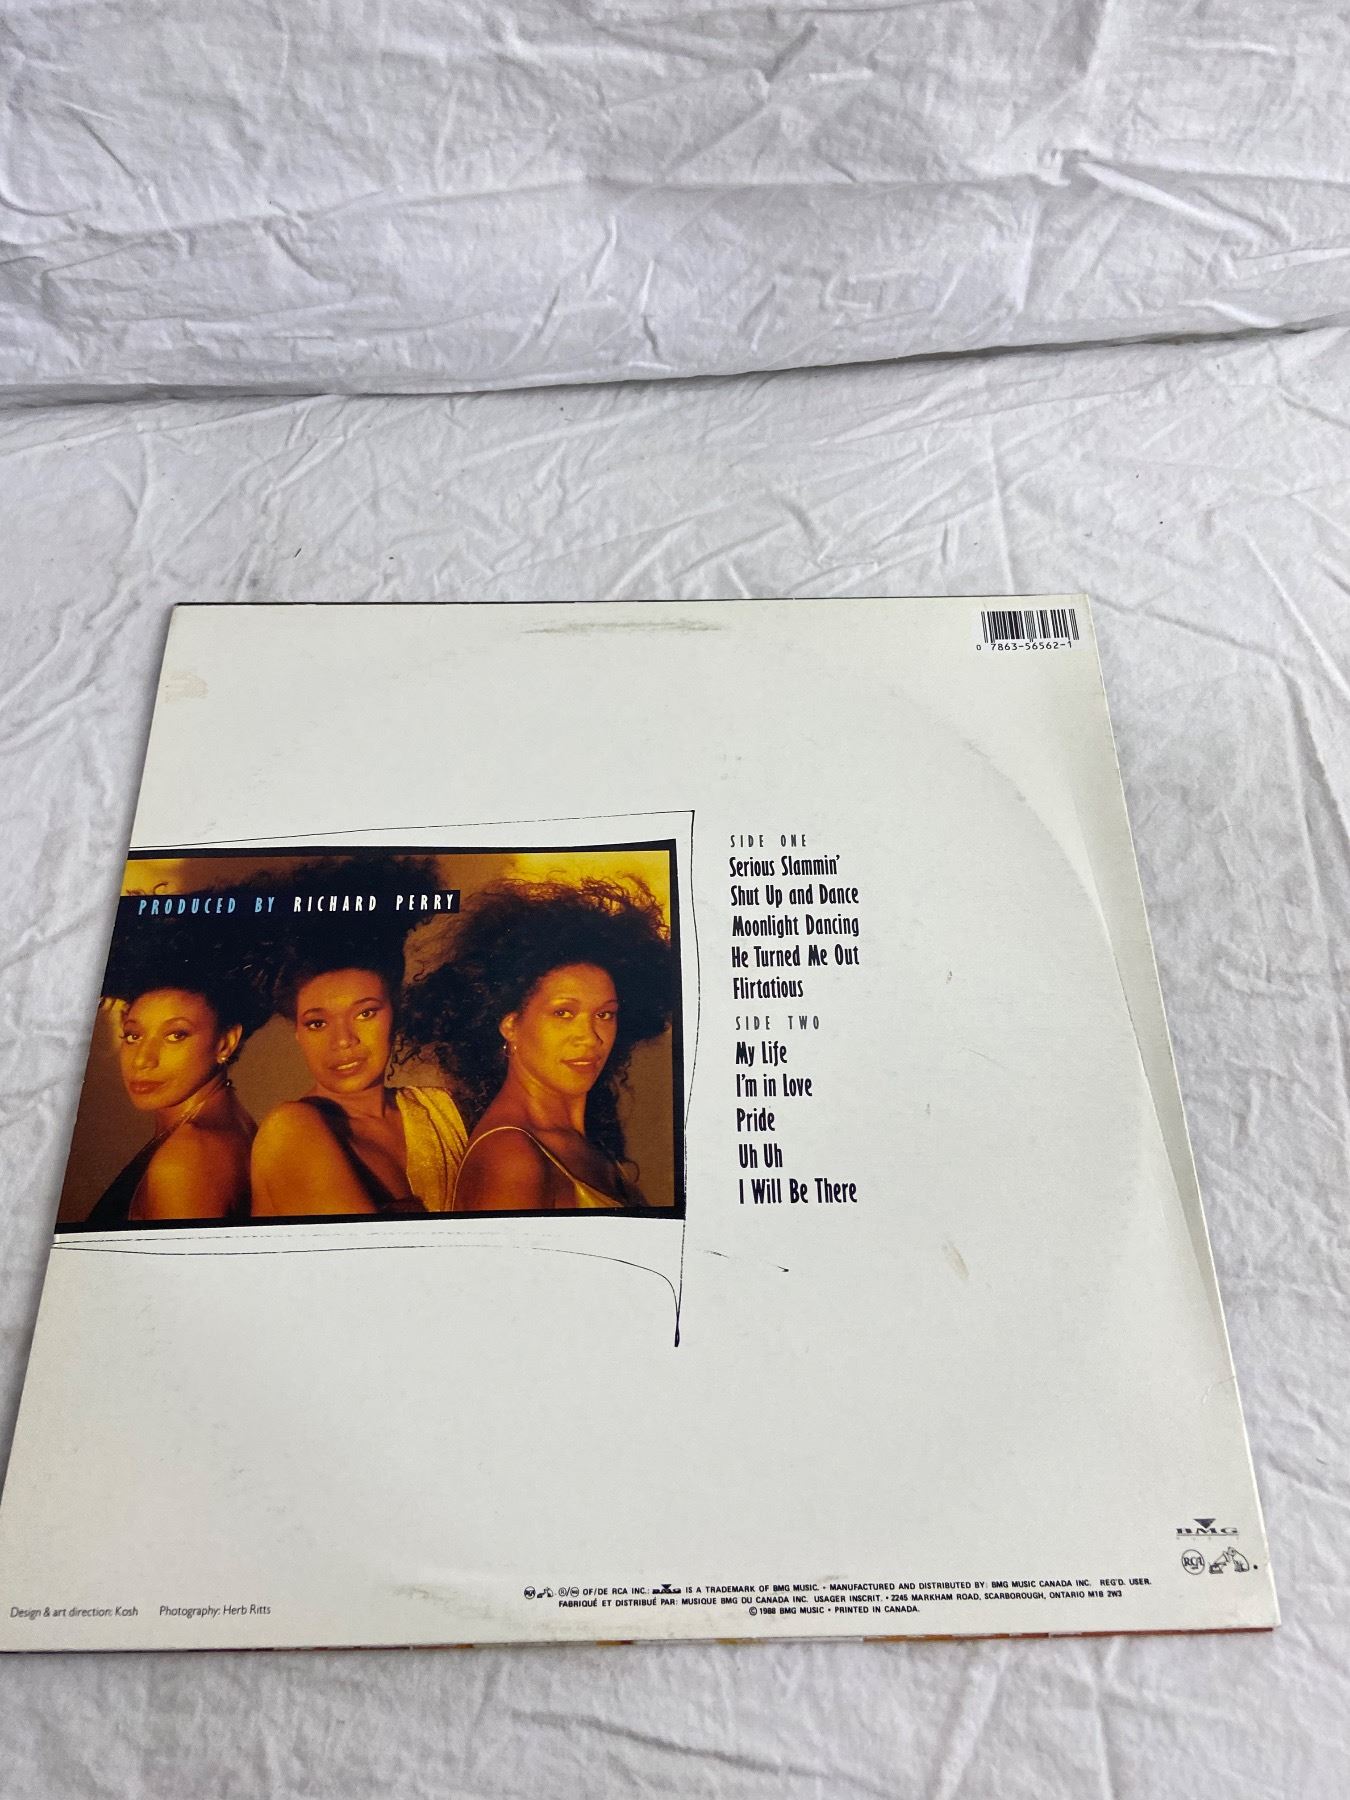 0 7863-56562-1
PRODUCED BY RICHARD PERRY
SIDE ONE
Serious Slammin'
Shut Up and Dance
Moonlight Dancing
He Turned Me Out
Flirtatious
SIDE TWO
My Life
I'm in Love
Pride
Uh Uh
I Will Be There
BMG
RCA
Design & art direction: Kosh Photography: Herb Ritts
OF/DE RCA INC.; BMG IS A TRADEMARK OF BMG MUSIC. • MANUFACTURED AND DISTRIBUTED BY: BMG MUSIC CANADA INC. REG'D. USER.
FABRIQUÉ ET DISTRIBUÉ PAR: MUSIQUE BMG DU CANADA INC. USAGER INSCRIT. • 2245 MARKHAM ROAD, SCARBOROUGH, ONTARIO M1B 2W3
© 1988 BMG MUSIC • PRINTED IN CANADA.